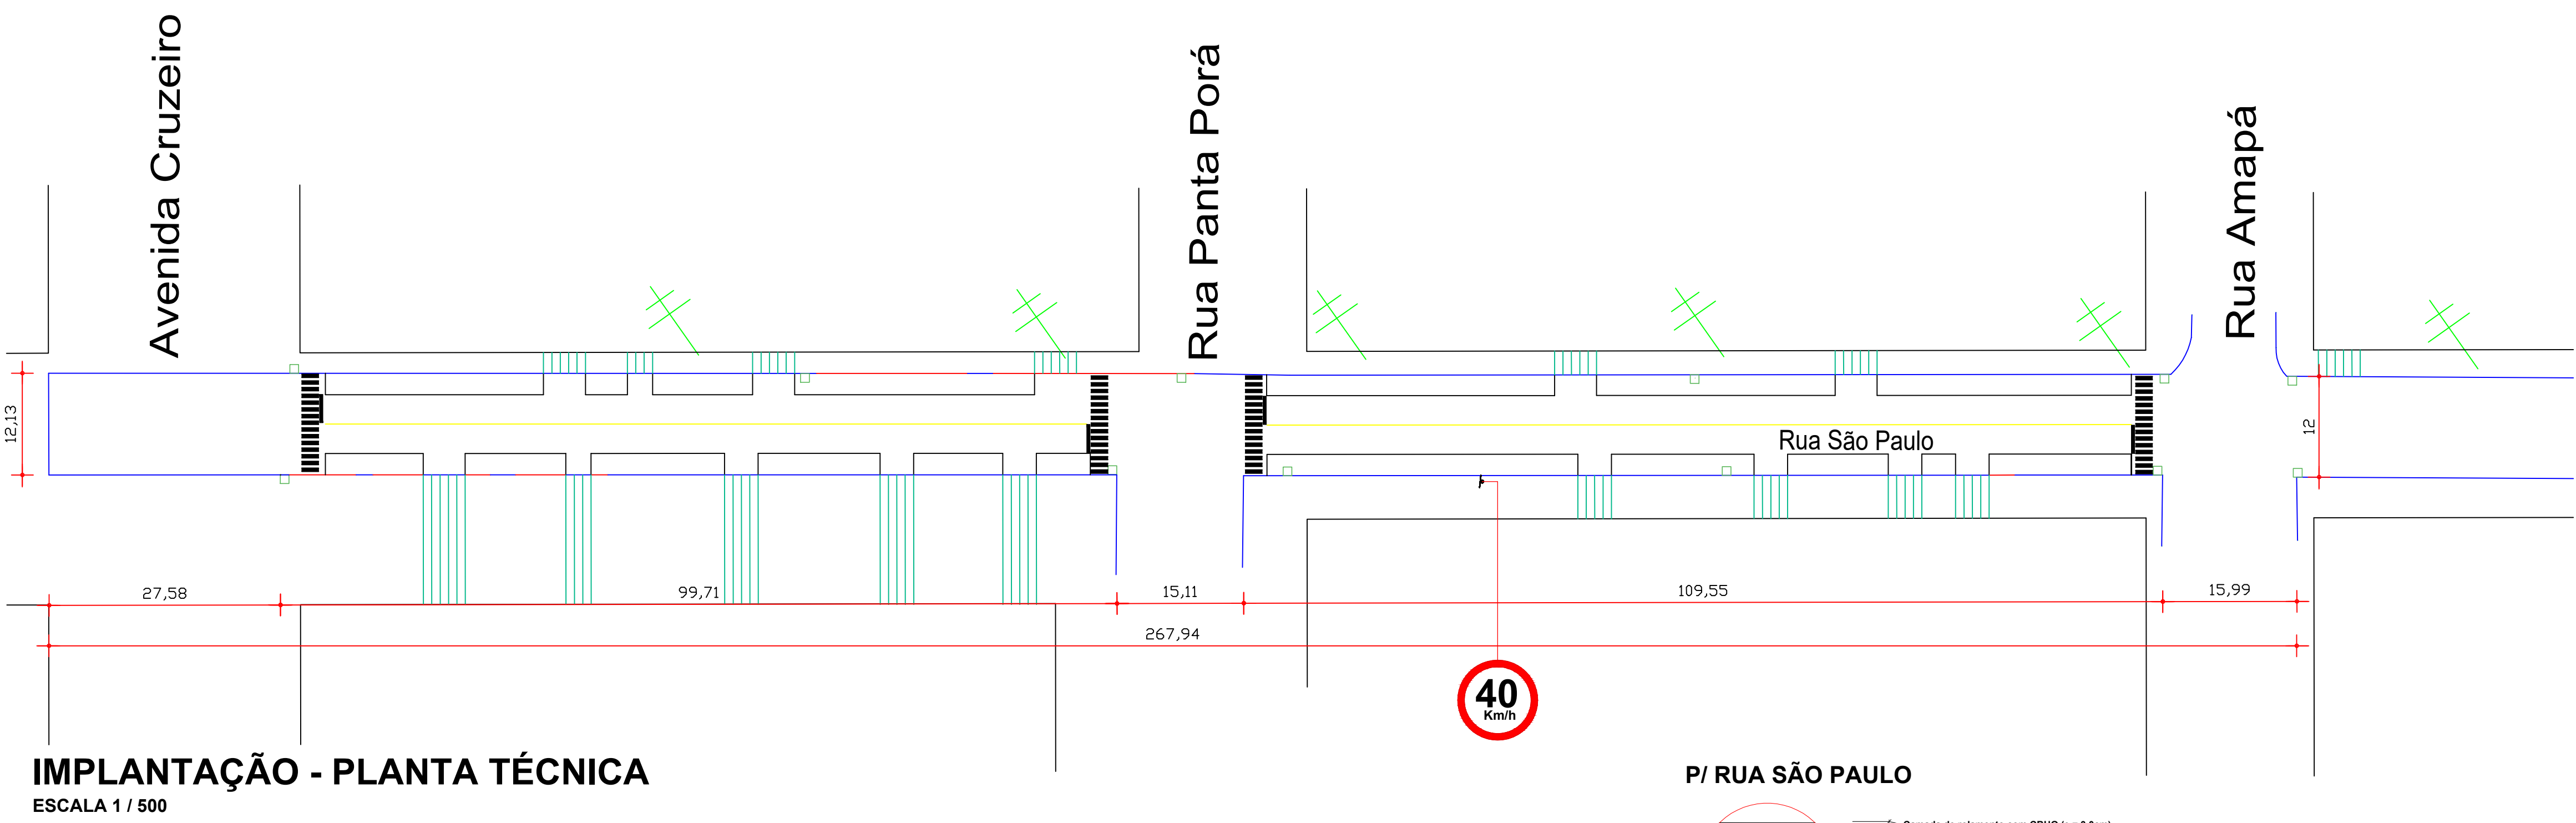 Avenida Cruzeiro
Rua Panta Porá
Rua Amapá
12,13
12
Rua São Paulo
27,58
99,71
15,11
109,55
15,99
267,94
40
Km/h
IMPLANTAÇÃO - PLANTA TÉCNICA
ESCALA 1 / 500
P/ RUA SÃO PAULO